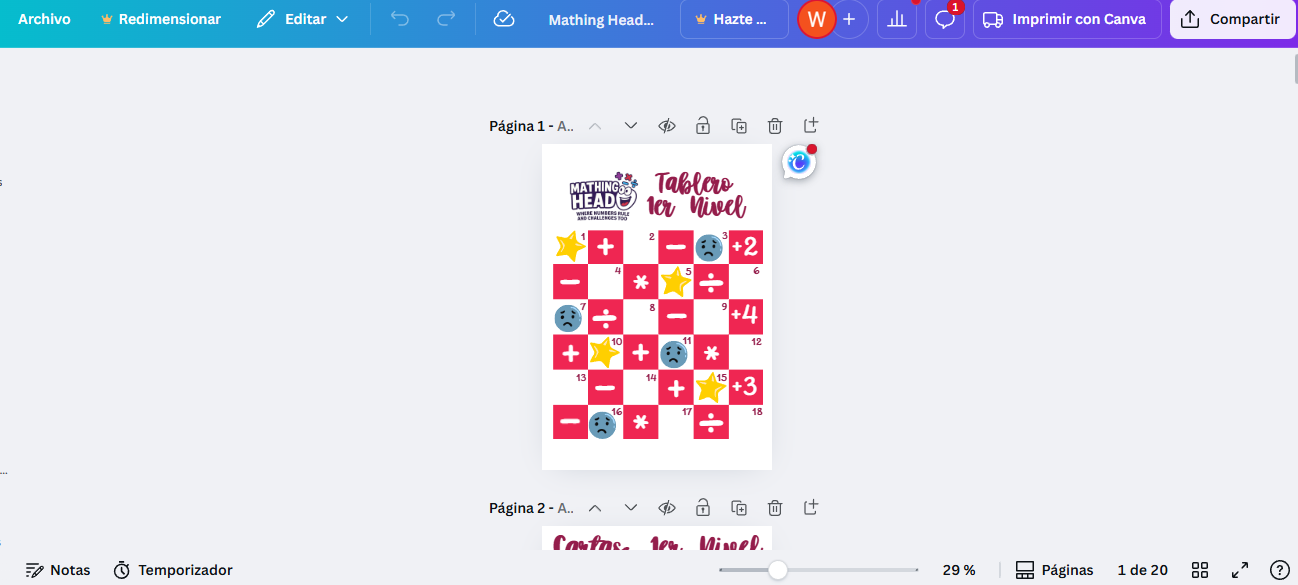 Archivo Redimensionar Editar Mathing Head... Hazte ... W + 1 Imprimir con Canva Compartir
Página 1 - A..
MATHING
HEAD
WHERE NUMBERS RULE
AND CHALLENGES TOO
Tablero
1er Nivel
1 + 2 − 3 +2
− 4 * 5 ÷ 6
7 ÷ 8 − 9 +4
+ 10 + 11 * 12
13 − 14 + 15 +3
− 16 * 17 ÷ 18
Página 2 - A..
Cartas 1er Nivel
Notas Temporizador 29 % Páginas 1 de 20 ?